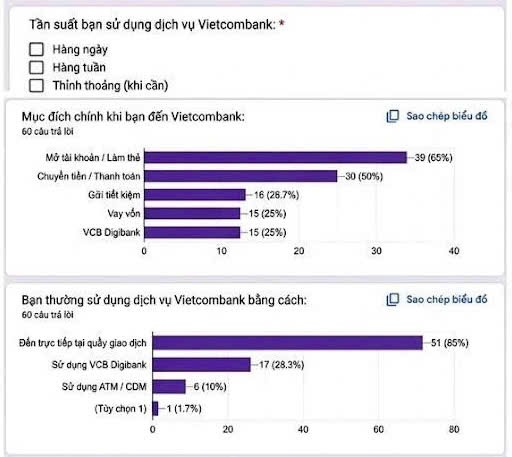 Tần suất bạn sử dụng dịch vụ Vietcombank: *
Hàng ngày
Hàng tuần
Thỉnh thoảng (khi cần)
Mục đích chính khi bạn đến Vietcombank:
Sao chép biểu đồ
60 câu trả lời
Mở tài khoản / Làm thẻ
39 (65%)
Chuyển tiền / Thanh toán
30 (50%)
Gửi tiết kiệm
16 (26.7%)
Vay vốn
15 (25%)
VCB Digibank
15 (25%)
0 10 20 30 40
Bạn thường sử dụng dịch vụ Vietcombank bằng cách:
Sao chép biểu đồ
60 câu trả lời
Đến trực tiếp tại quầy giao dịch
51 (85%)
Sử dụng VCB Digibank
17 (28.3%)
Sử dụng ATM / CDM
6 (10%)
(Tùy chọn 1)
1 (1.7%)
0 20 40 60 80